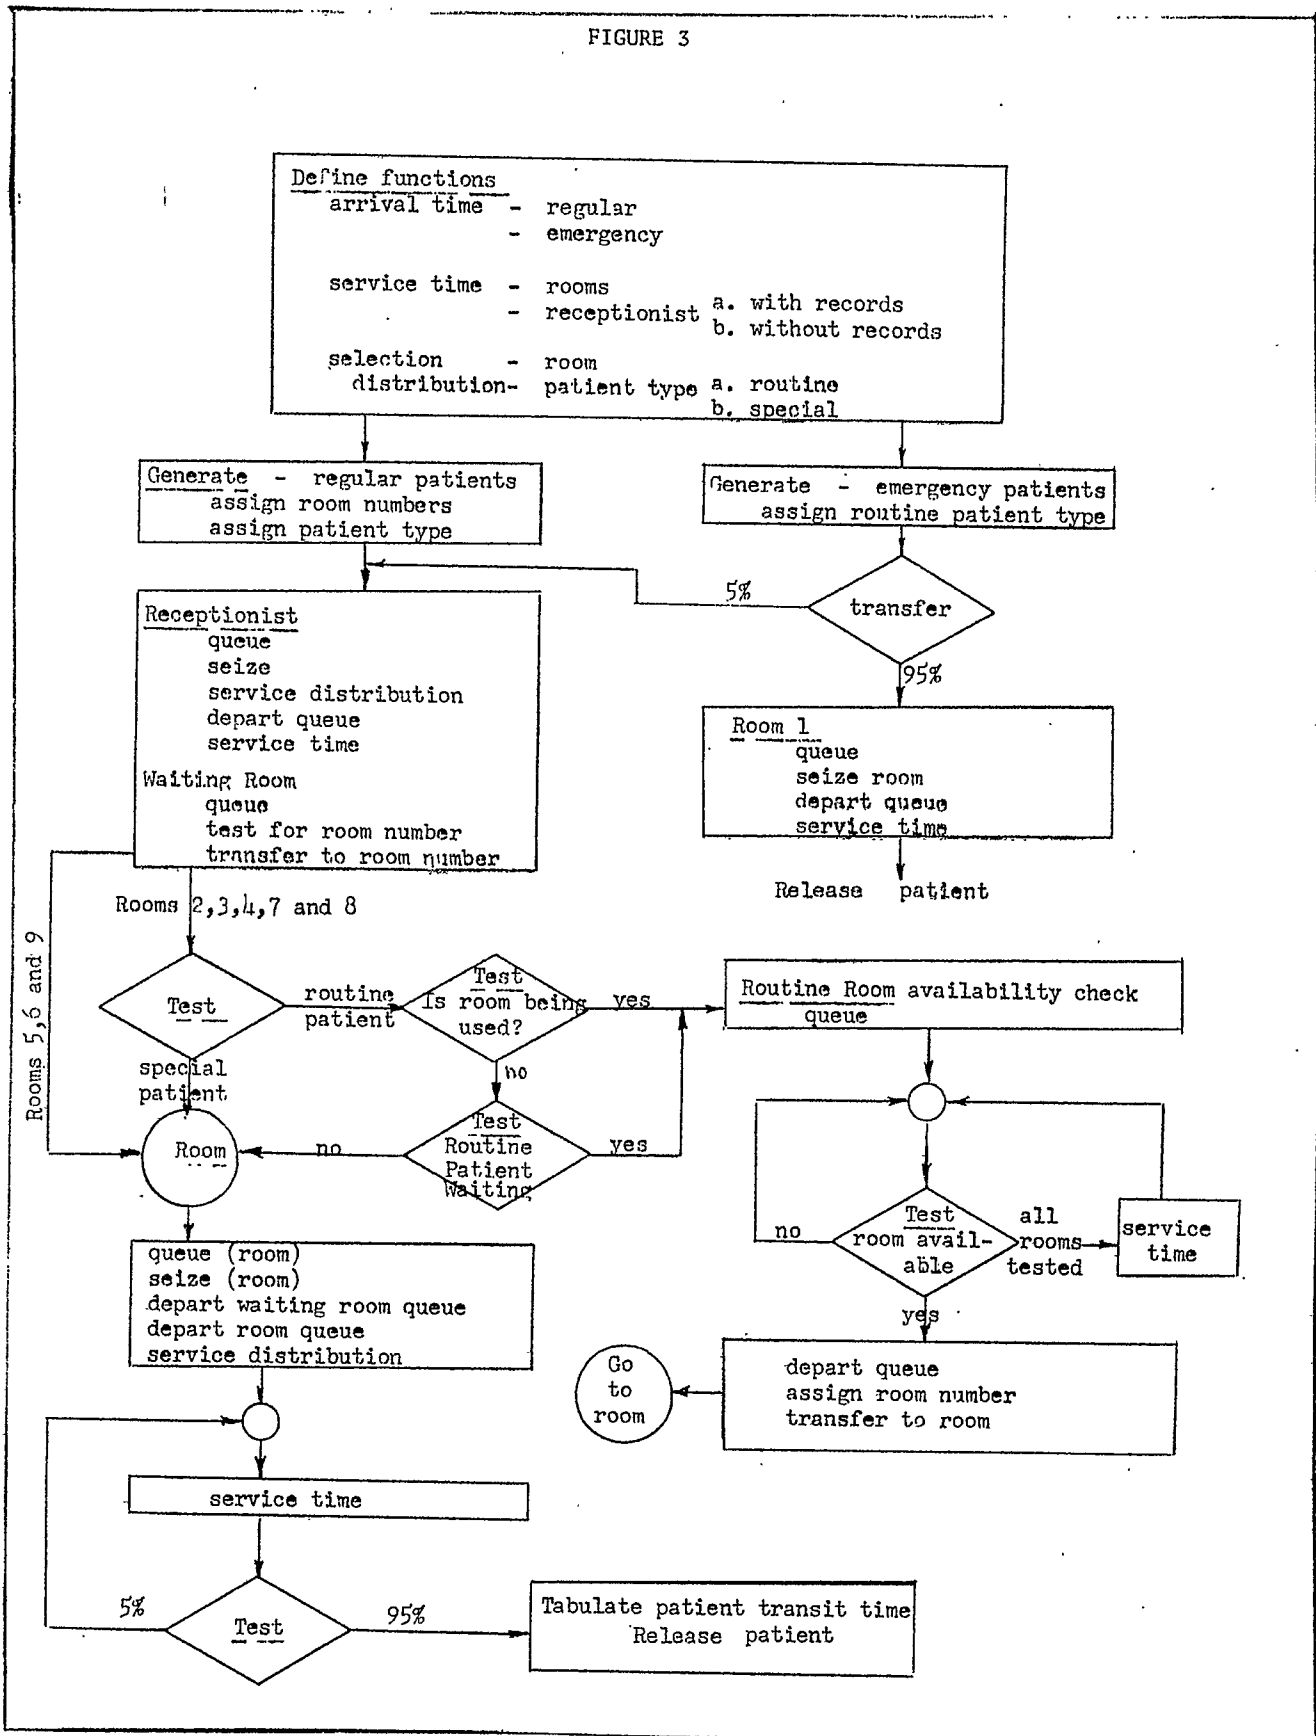 FIGURE 3
Define functions
arrival time - regular
- emergency
service time - rooms
- receptionist a. with records
b. without records
selection - room
distribution- patient type a. routine
b. special
Generate - regular patients
assign room numbers
assign patient type
Generate - emergency patients
assign routine patient type
5%
transfer
95%
Receptionist
queue
seize
service distribution
depart queue
service time
Waiting Room
queue
test for room number
transfer to room number
Room 1
queue
seize room
depart queue
service time
Release patient
Rooms 2,3,4,7 and 8
Rooms 5,6 and 9
Test
routine
patient
special
patient
Test
Is room being
used?
yes
no
Test
Routine
Patient
Waiting
yes
no
Room
Routine Room availability check
queue
Test
room avail-
able
no
all
rooms
tested
service
time
yes
depart queue
assign room number
transfer to room
Go
to
room
queue (room)
seize (room)
depart waiting room queue
depart room queue
service distribution
service time
5%
Test
95%
Tabulate patient transit time
Release patient